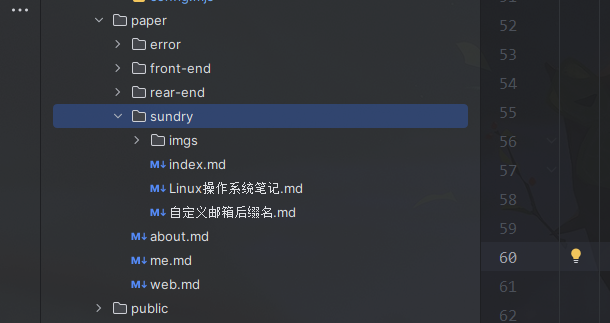 paper
error
front-end
rear-end
sundry
imgs
index.md
Linux操作系统笔记.md
自定义邮箱后缀名.md
about.md
me.md
web.md
public
52
53
54
55
56
57
58
59
60
61
62